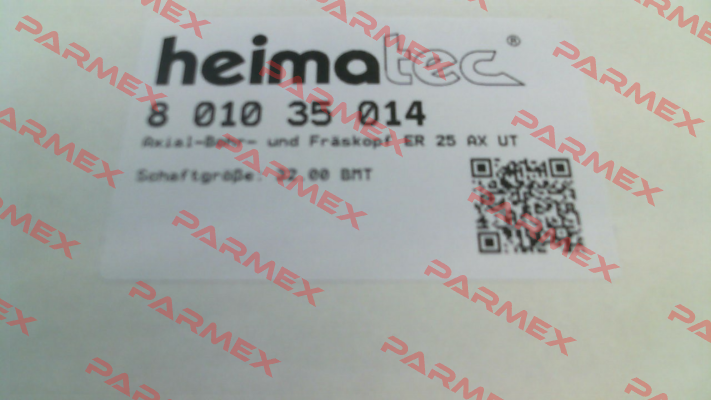 heimatec®
8 010 35 014
Axial-Bohr- und Fräskopf ER 25 AX UT
Schaftgröße: 32,00 BMT
PARMEX